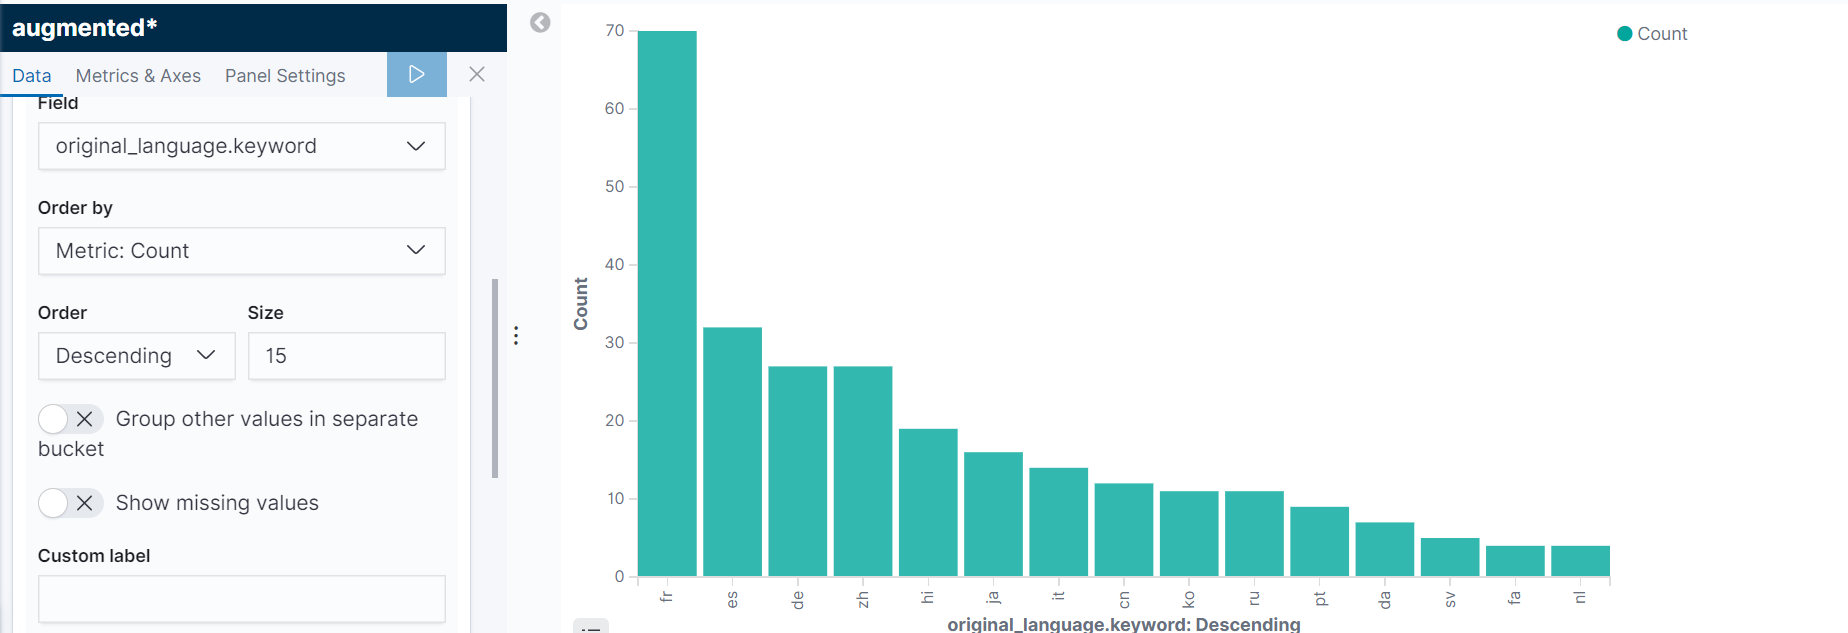 augmented*
Data Metrics & Axes Panel Settings
Field
original_language.keyword
Order by
Metric: Count
Order Size
Descending 15
Group other values in separate
bucket
Show missing values
Custom label
Count
70
60
50
40
30
20
10
0
Count
fr es de zh hi ja it cn ko ru pt da sv fa nl
original_language.keyword: Descending